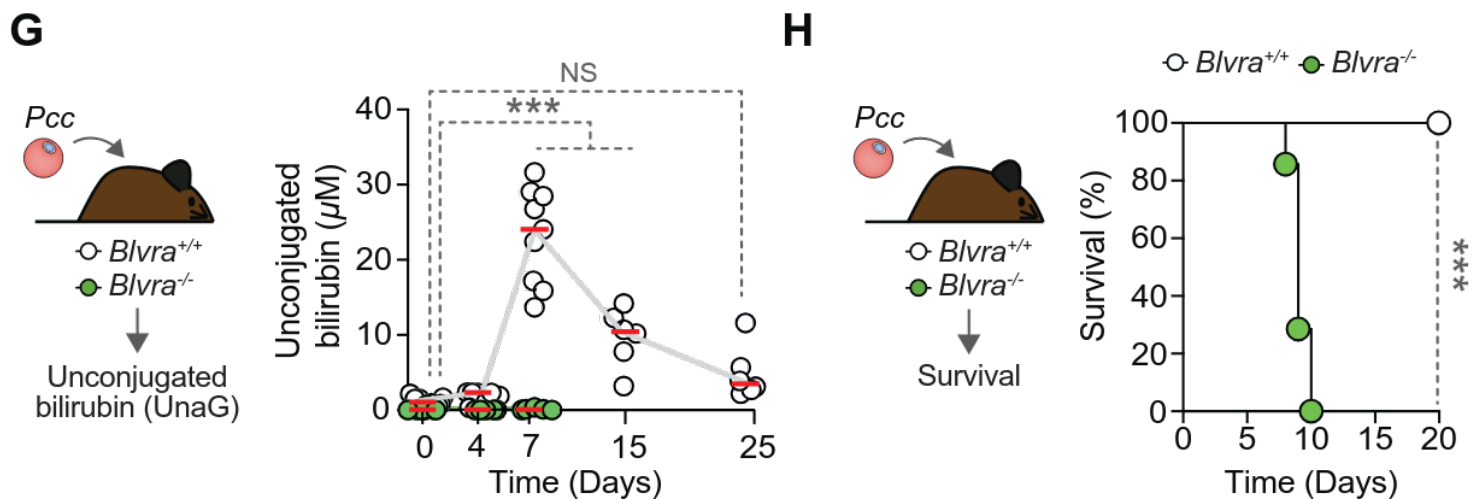 G
Pcc
Blvra+/+
Blvra-/-
Unconjugated
bilirubin (UnaG)
Unconjugated
bilirubin (µM)
NS
***
40
30
20
10
0
0 4 7 15 25
Time (Days)
H
Blvra+/+ Blvra-/-
Pcc
Blvra+/+
Blvra-/-
Survival
Survival (%)
100
80
60
40
20
0
0 5 10 15 20
Time (Days)
***